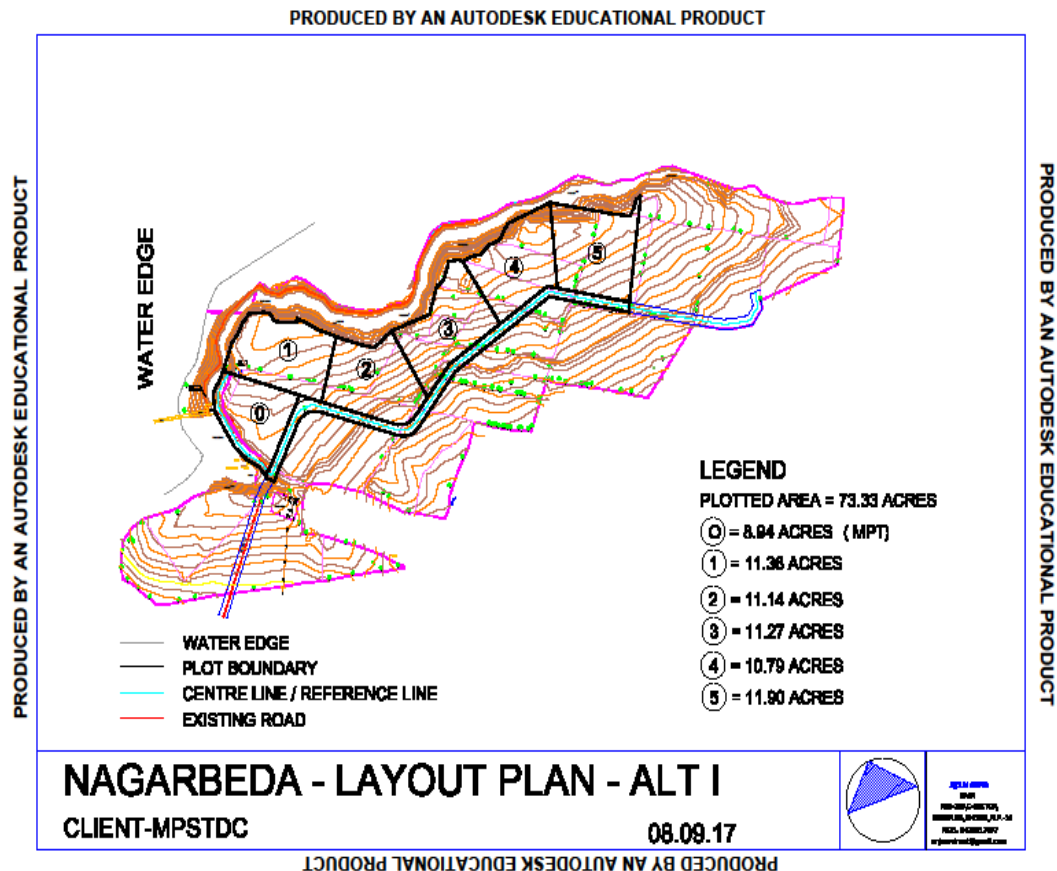 PRODUCED BY AN AUTODESK EDUCATIONAL PRODUCT
PRODUCED BY AN AUTODESK EDUCATIONAL PRODUCT
PRODUCED BY AN AUTODESK EDUCATIONAL PRODUCT
WATER EDGE
5
4
3
1
2
0
LEGEND
PLOTTED AREA = 73.33 ACRES
0 = 8.94 ACRES ( MPT)
1 = 11.36 ACRES
2 = 11.14 ACRES
3 = 11.27 ACRES
4 = 10.79 ACRES
5 = 11.90 ACRES
WATER EDGE
PLOT BOUNDARY
CENTRE LINE / REFERENCE LINE
EXISTING ROAD
NAGARBEDA - LAYOUT PLAN - ALT I
CLIENT-MPSTDC
08.09.17
PRODUCED BY AN AUTODESK EDUCATIONAL PRODUCT